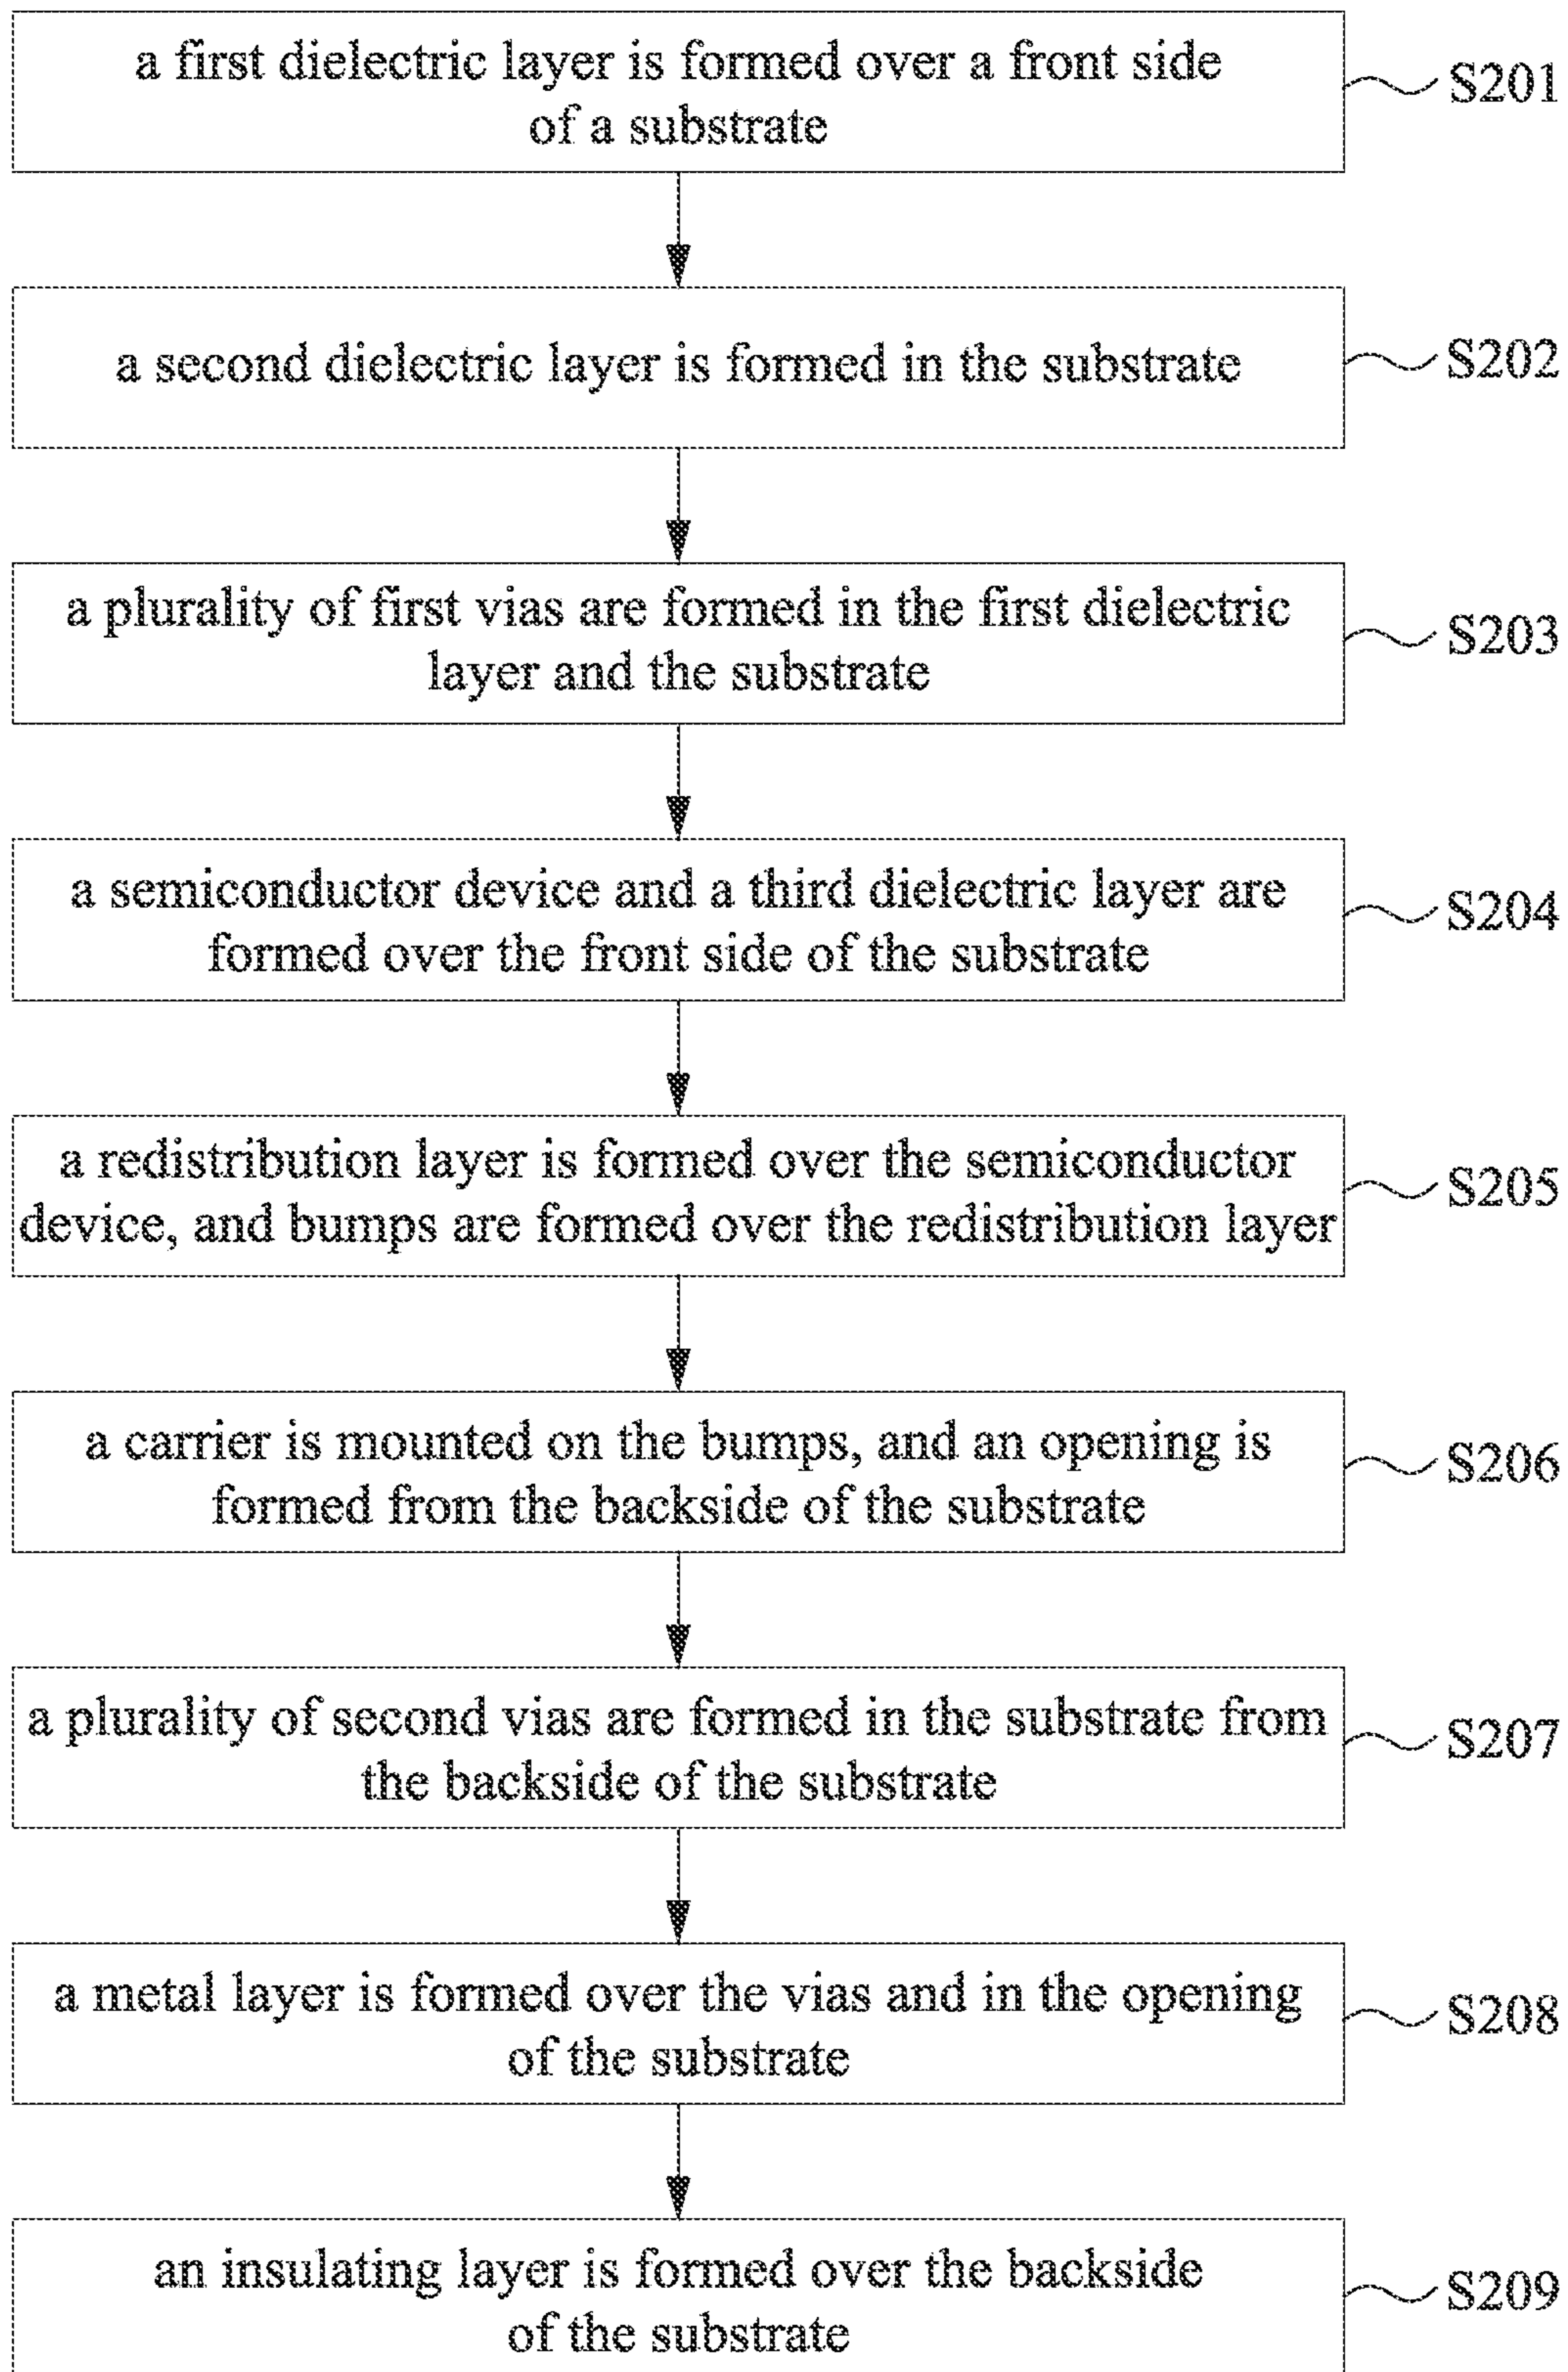 a first dielectric layer is formed over a front side
of a substrate
S201
a second dielectric layer is formed in the substrate
S202
a plurality of first vias are formed in the first dielectric
layer and the substrate
S203
a semiconductor device and a third dielectric layer are
formed over the front side of the substrate
S204
a redistribution layer is formed over the semiconductor
device, and bumps are formed over the redistribution layer
S205
a carrier is mounted on the bumps, and an opening is
formed from the backside of the substrate
S206
a plurality of second vias are formed in the substrate from
the backside of the substrate
S207
a metal layer is formed over the vias and in the opening
of the substrate
S208
an insulating layer is formed over the backside
of the substrate
S209